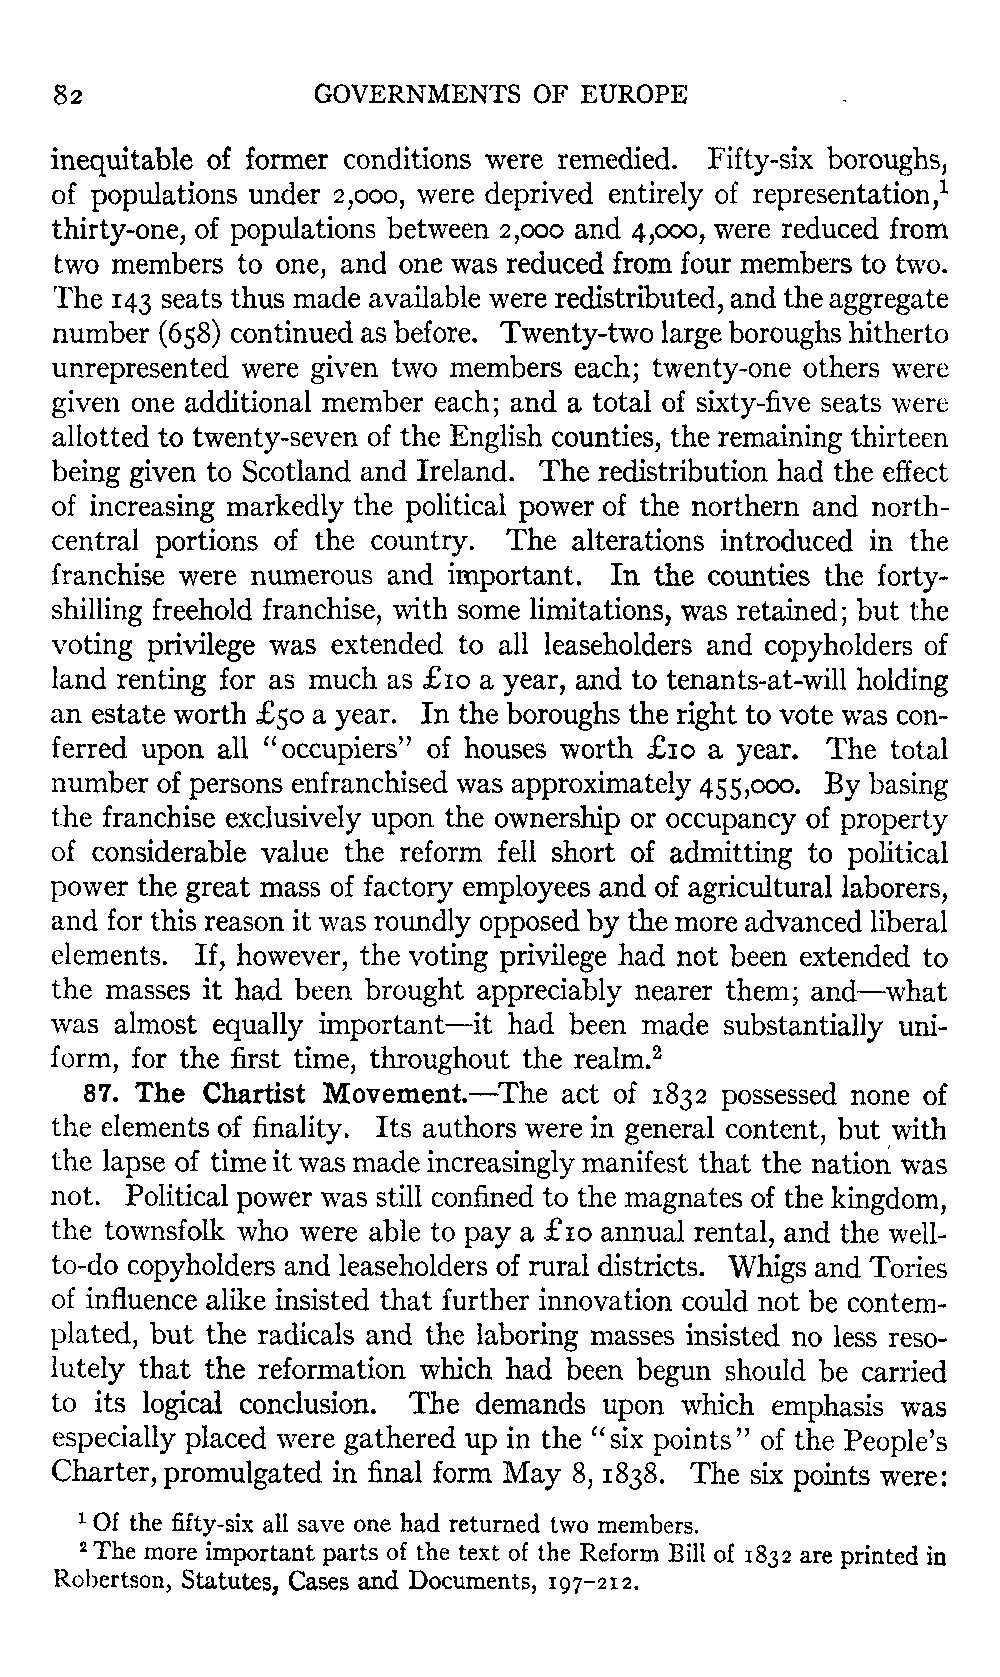 82 GOVERNMENTS OF EUROPE
inequitable of former conditions were remedied. Fifty-six boroughs,
of populations under 2,000, were deprived entirely of representation,¹
thirty-one, of populations between 2,000 and 4,000, were reduced from
two members to one, and one was reduced from four members to two.
The 143 seats thus made available were redistributed, and the aggregate
number (658) continued as before. Twenty-two large boroughs hitherto
unrepresented were given two members each; twenty-one others were
given one additional member each; and a total of sixty-five seats were
allotted to twenty-seven of the English counties, the remaining thirteen
being given to Scotland and Ireland. The redistribution had the effect
of increasing markedly the political power of the northern and north-
central portions of the country. The alterations introduced in the
franchise were numerous and important. In the counties the forty-
shilling freehold franchise, with some limitations, was retained; but the
voting privilege was extended to all leaseholders and copyholders of
land renting for as much as £10 a year, and to tenants-at-will holding
an estate worth £50 a year. In the boroughs the right to vote was con-
ferred upon all "occupiers" of houses worth £10 a year. The total
number of persons enfranchised was approximately 455,000. By basing
the franchise exclusively upon the ownership or occupancy of property
of considerable value the reform fell short of admitting to political
power the great mass of factory employees and of agricultural laborers,
and for this reason it was roundly opposed by the more advanced liberal
elements. If, however, the voting privilege had not been extended to
the masses it had been brought appreciably nearer them; and—what
was almost equally important—it had been made substantially uni-
form, for the first time, throughout the realm.²
87. The Chartist Movement.—The act of 1832 possessed none of
the elements of finality. Its authors were in general content, but with
the lapse of time it was made increasingly manifest that the nation was
not. Political power was still confined to the magnates of the kingdom,
the townsfolk who were able to pay a £10 annual rental, and the well-
to-do copyholders and leaseholders of rural districts. Whigs and Tories
of influence alike insisted that further innovation could not be contem-
plated, but the radicals and the laboring masses insisted no less reso-
lutely that the reformation which had been begun should be carried
to its logical conclusion. The demands upon which emphasis was
especially placed were gathered up in the "six points" of the People's
Charter, promulgated in final form May 8, 1838. The six points were:
¹ Of the fifty-six all save one had returned two members.
² The more important parts of the text of the Reform Bill of 1832 are printed in
Robertson, Statutes, Cases and Documents, 197–212.